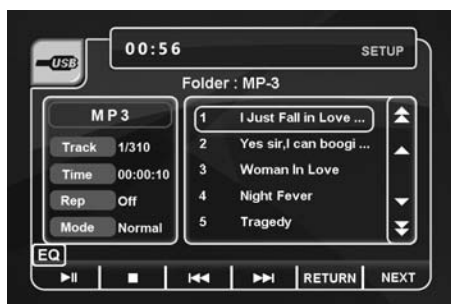 USB
00:56 SETUP
Folder : MP-3
MP3
Track 1/310
Time 00:00:10
Rep Off
Mode Normal
1 I Just Fall in Love ...
2 Yes sir,I can boogi ...
3 Woman In Love
4 Night Fever
5 Tragedy
EQ
RETURN NEXT